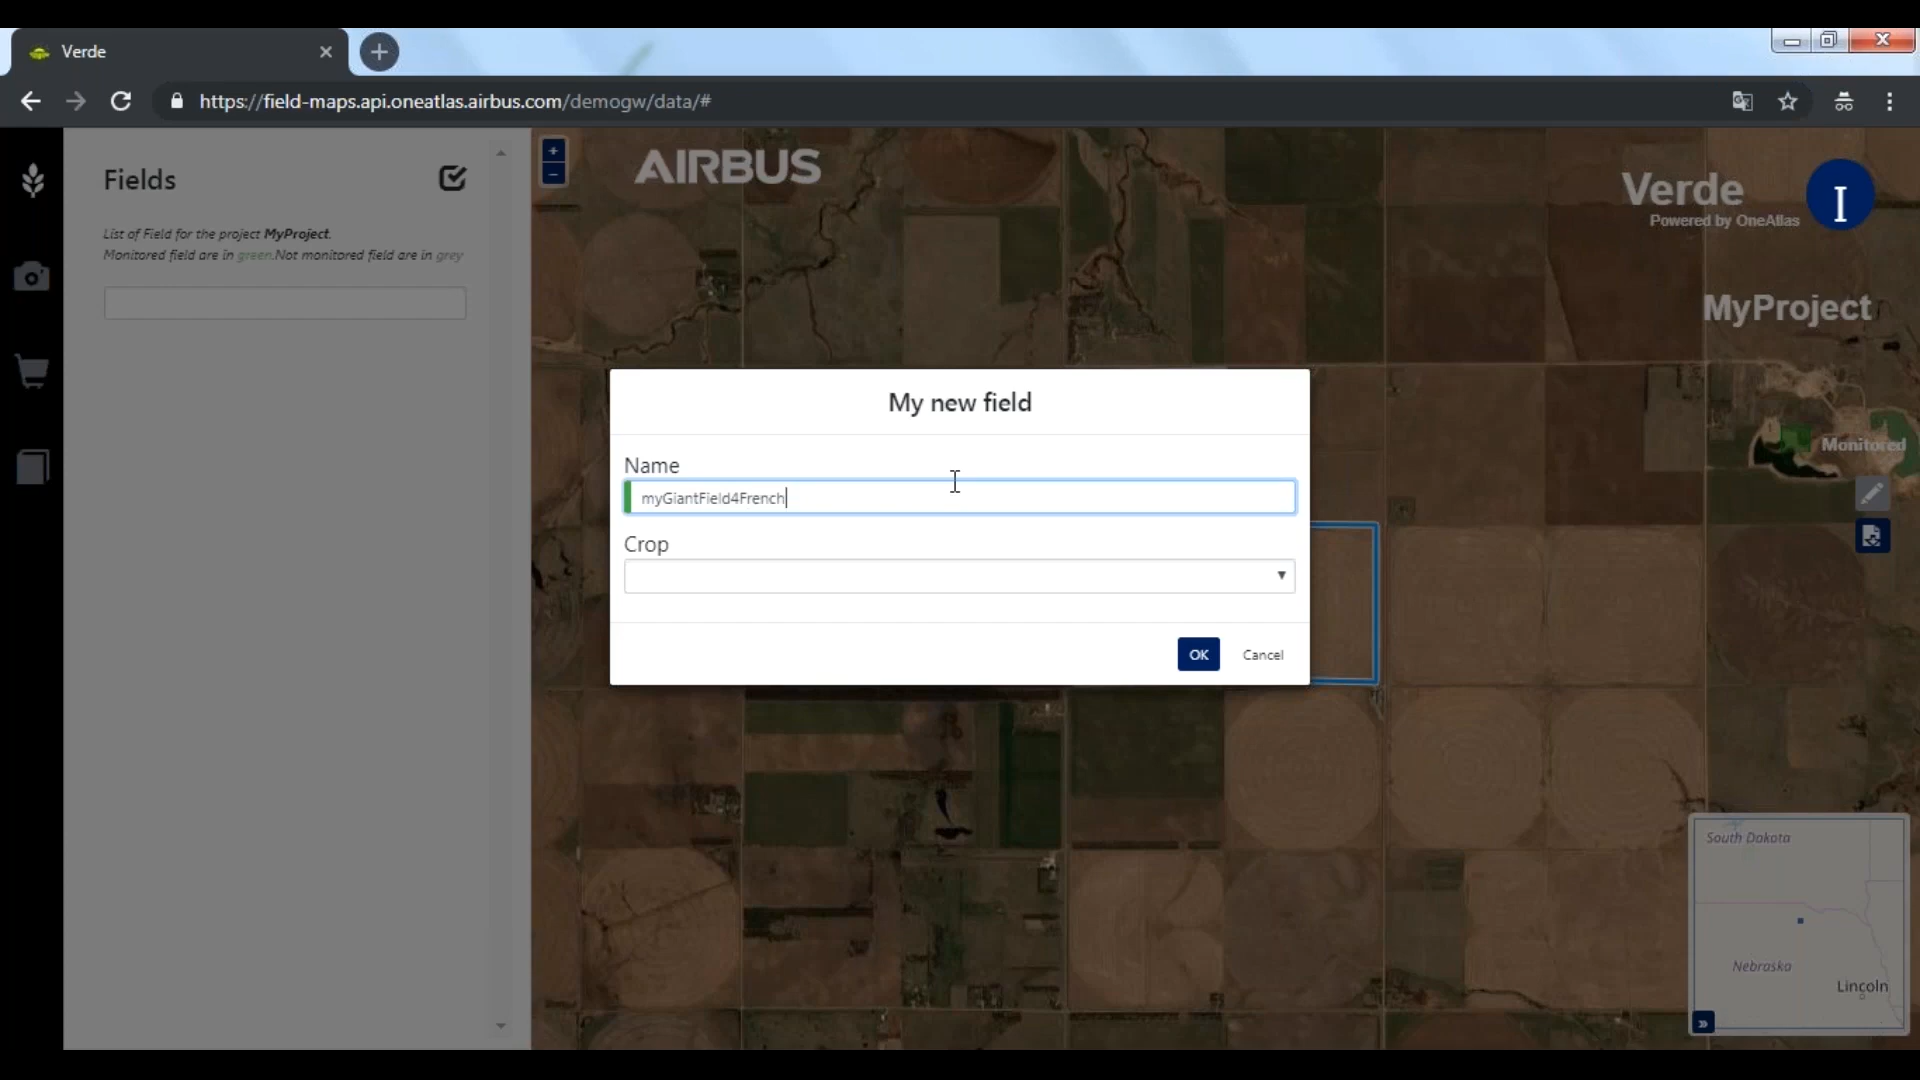 Verde
https://field-maps.api.oneatlas.airbus.com/demogw/data/#
Fields
List of Field for the project MyProject.
Monitored field are in green.Not monitored field are in grey
AIRBUS
Verde
Powered by OneAtlas
MyProject
Monitored
My new field
Name
myGiantField4French
Crop
OK
Cancel
South Dakota
Nebraska
Lincoln